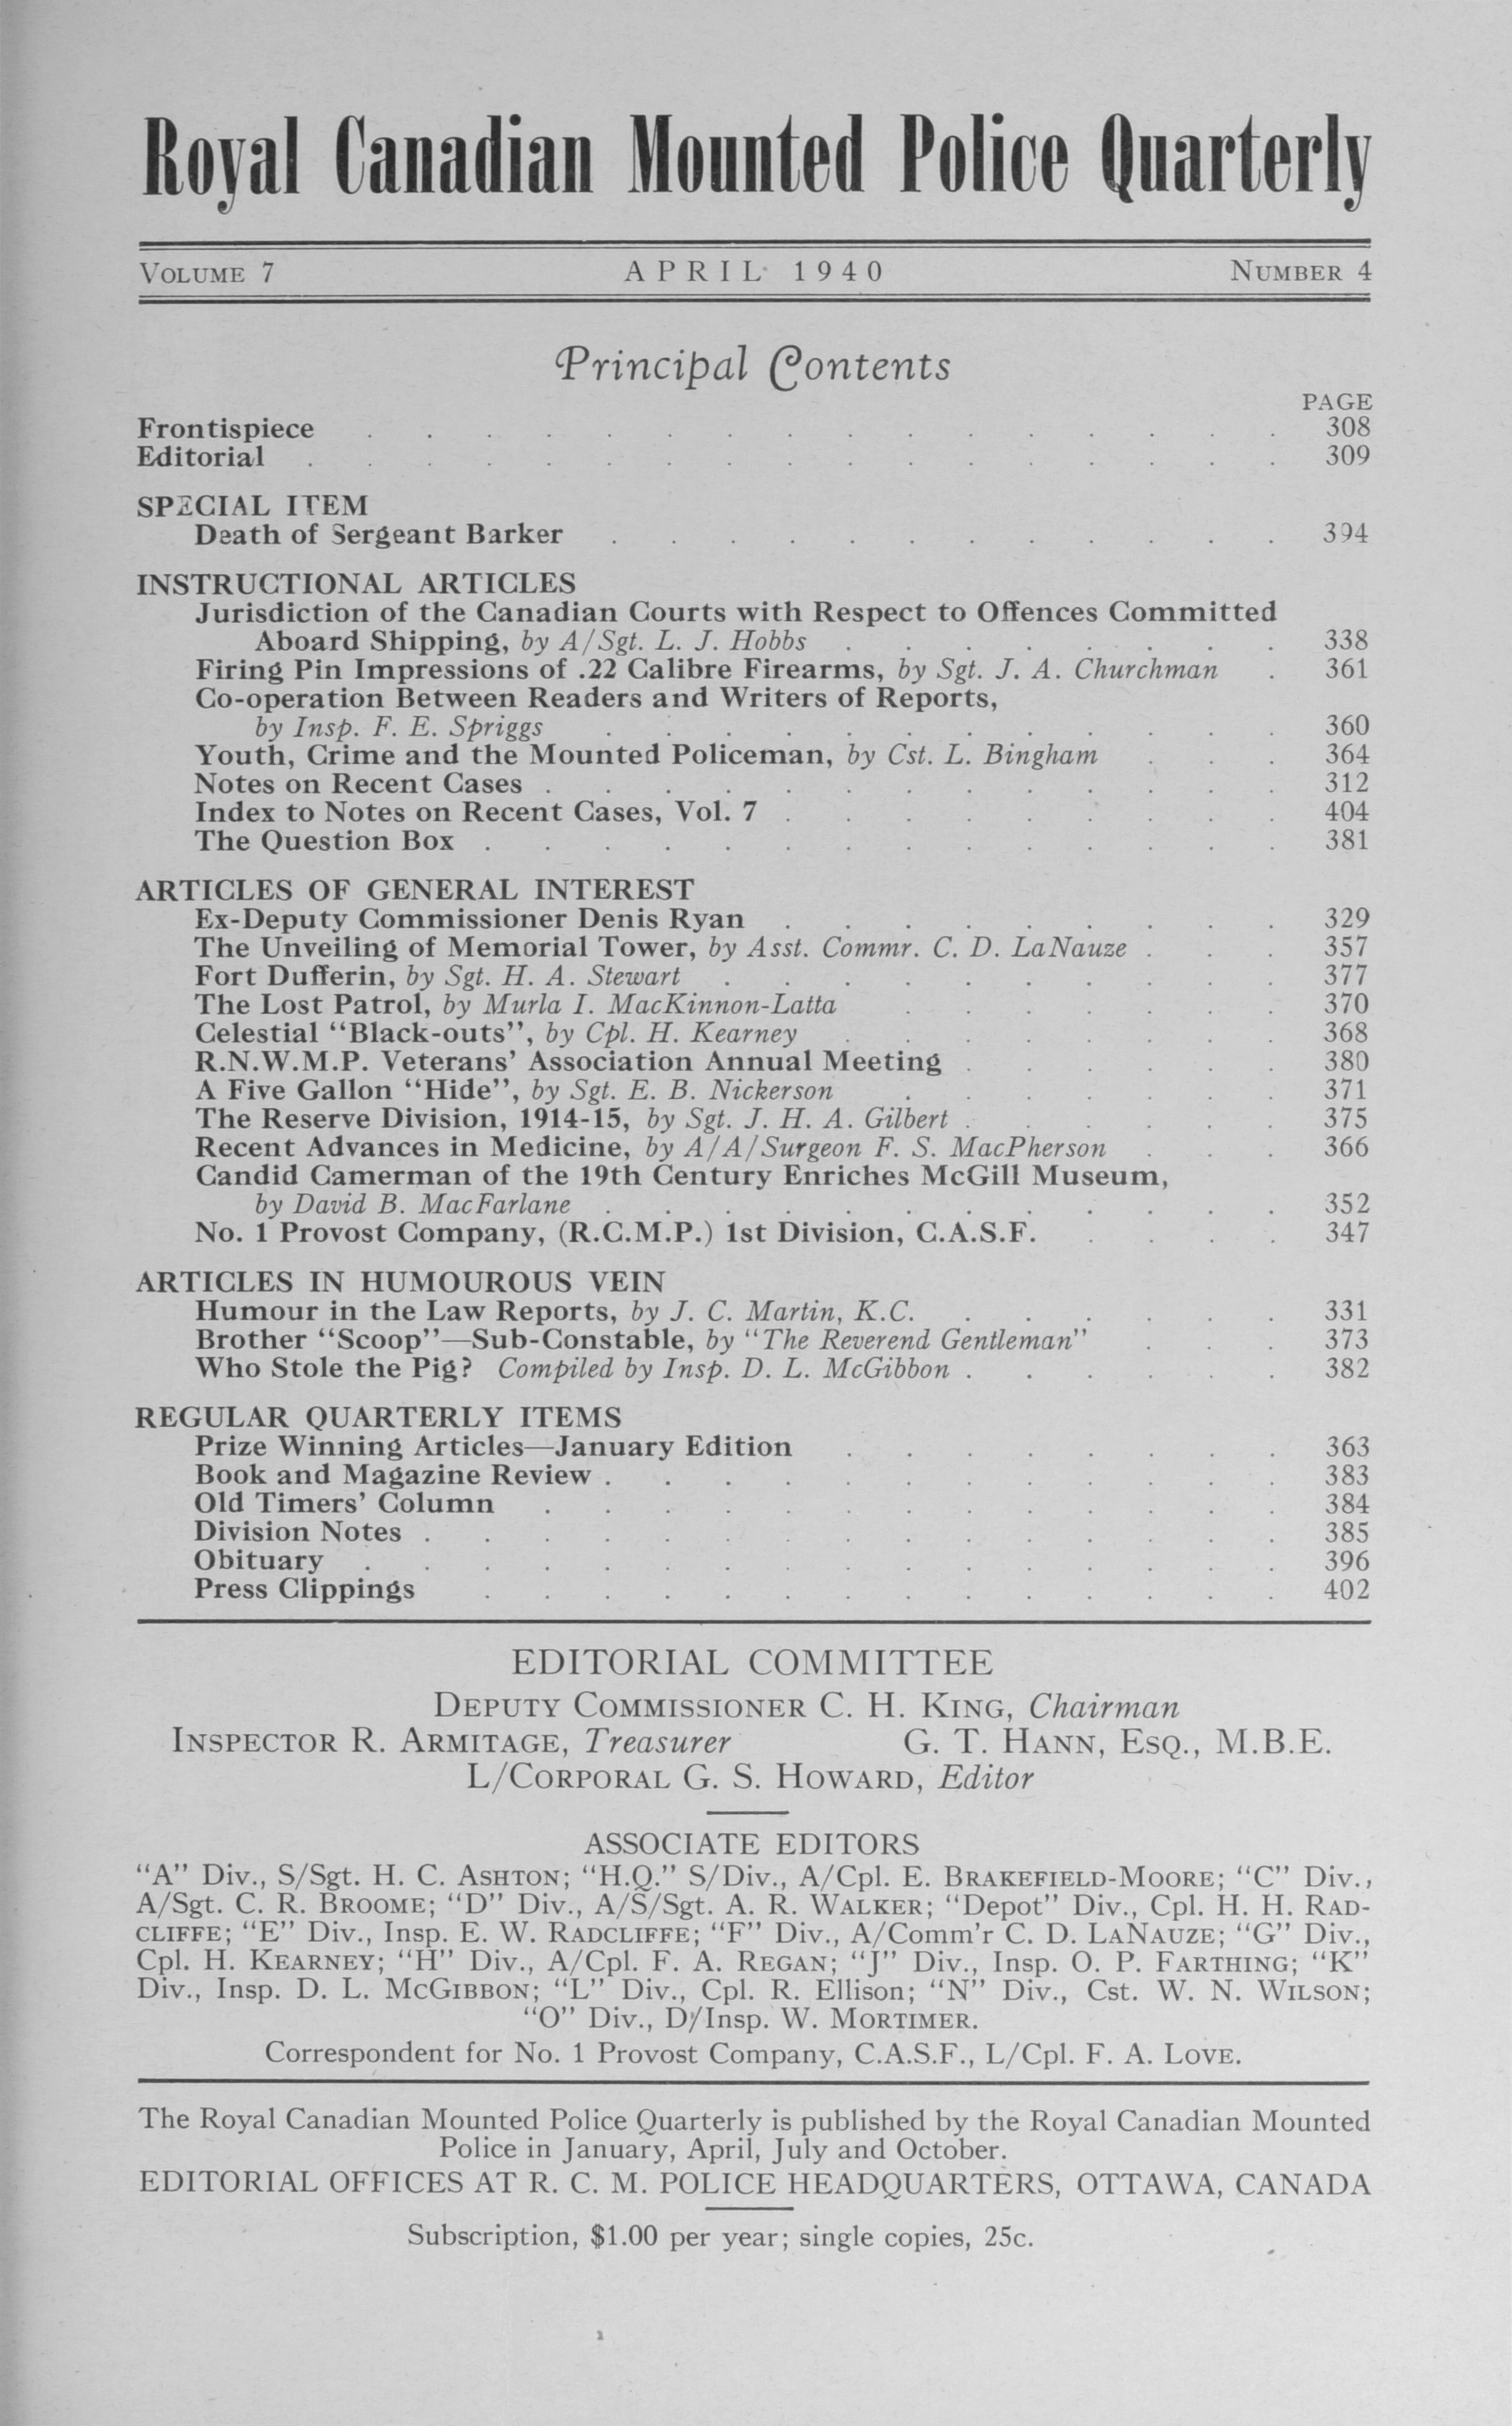 Royal Canadian Mounted Police Quarterly
VOLUME 7 APRIL 1940 NUMBER 4
Principal Contents
PAGE
Frontispiece . . . . . . . . . . . . . . . . 308
Editorial . . . . . . . . . . . . . . . . . 309
SPECIAL ITEM
Death of Sergeant Barker . . . . . . . . . . . . 394
INSTRUCTIONAL ARTICLES
Jurisdiction of the Canadian Courts with Respect to Offences Committed
Aboard Shipping, by A/Sgt. L. J. Hobbs . . . . . . . . 338
Firing Pin Impressions of .22 Calibre Firearms, by Sgt. J. A. Churchman . 361
Co-operation Between Readers and Writers of Reports,
by Insp. F. E. Spriggs . . . . . . . . . . . . 360
Youth, Crime and the Mounted Policeman, by Cst. L. Bingham . . . 364
Notes on Recent Cases . . . . . . . . . . . . . 312
Index to Notes on Recent Cases, Vol. 7 . . . . . . . . . 404
The Question Box . . . . . . . . . . . . . . 381
ARTICLES OF GENERAL INTEREST
Ex-Deputy Commissioner Denis Ryan . . . . . . . . . 329
The Unveiling of Memorial Tower, by Asst. Commr. C. D. LaNauze . . . 357
Fort Dufferin, by Sgt. H. A. Stewart . . . . . . . . . . 377
The Lost Patrol, by Murla I. MacKinnon-Latta . . . . . . . 370
Celestial “Black-outs”, by Cpl. H. Kearney . . . . . . . . 368
R.N.W.M.P. Veterans’ Association Annual Meeting . . . . . . 380
A Five Gallon “Hide”, by Sgt. E. B. Nickerson . . . . . . . 371
The Reserve Division, 1914-15, by Sgt. J. H. A. Gilbert . . . . . . 375
Recent Advances in Medicine, by A/A/Surgeon F. S. MacPherson . . . 366
Candid Camerman of the 19th Century Enriches McGill Museum,
by David B. MacFarlane . . . . . . . . . . . . 352
No. 1 Provost Company, (R.C.M.P.) 1st Division, C.A.S.F. . . . . 347
ARTICLES IN HUMOUROUS VEIN
Humour in the Law Reports, by J. C. Martin, K.C. . . . . . . 331
Brother “Scoop”—Sub-Constable, by “The Reverend Gentleman” . . . 373
Who Stole the Pig? Compiled by Insp. D. L. McGibbon . . . . . . 382
REGULAR QUARTERLY ITEMS
Prize Winning Articles—January Edition . . . . . . . . 363
Book and Magazine Review . . . . . . . . . . . . 383
Old Timers’ Column . . . . . . . . . . . . . 384
Division Notes . . . . . . . . . . . . . . . 385
Obituary . . . . . . . . . . . . . . . . 396
Press Clippings . . . . . . . . . . . . . . 402
EDITORIAL COMMITTEE
DEPUTY COMMISSIONER C. H. KING, Chairman
INSPECTOR R. ARMITAGE, Treasurer G. T. HANN, ESQ., M.B.E.
L/CORPORAL G. S. HOWARD, Editor
ASSOCIATE EDITORS
“A” Div., S/Sgt. H. C. ASHTON; “H.Q.” S/Div., A/Cpl. E. BRAKEFIELD-MOORE; “C” Div.,
A/Sgt. C. R. BROOME; “D” Div., A/S/Sgt. A. R. WALKER; “Depot” Div., Cpl. H. H. RAD-
CLIFFE; “E” Div., Insp. E. W. RADCLIFFE; “F” Div., A/Comm’r C. D. LANAUZE; “G” Div.,
Cpl. H. KEARNEY; “H” Div., A/Cpl. F. A. REGAN; “J” Div., Insp. O. P. FARTHING; “K”
Div., Insp. D. L. MCGIBBON; “L” Div., Cpl. R. Ellison; “N” Div., Cst. W. N. WILSON;
“O” Div., D/Insp. W. MORTIMER.
Correspondent for No. 1 Provost Company, C.A.S.F., L/Cpl. F. A. LOVE.
The Royal Canadian Mounted Police Quarterly is published by the Royal Canadian Mounted
Police in January, April, July and October.
EDITORIAL OFFICES AT R. C. M. POLICE HEADQUARTERS, OTTAWA, CANADA
Subscription, $1.00 per year; single copies, 25c.